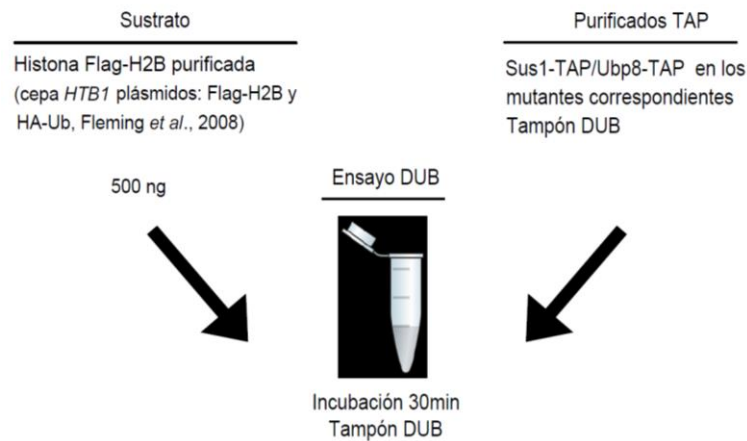 Sustrato
Histona Flag-H2B purificada
(cepa HTB1 plásmidos: Flag-H2B y
HA-Ub, Fleming et al., 2008)
500 ng
Purificados TAP
Sus1-TAP/Ubp8-TAP en los
mutantes correspondientes
Tampón DUB
Ensayo DUB
Incubación 30min
Tampón DUB